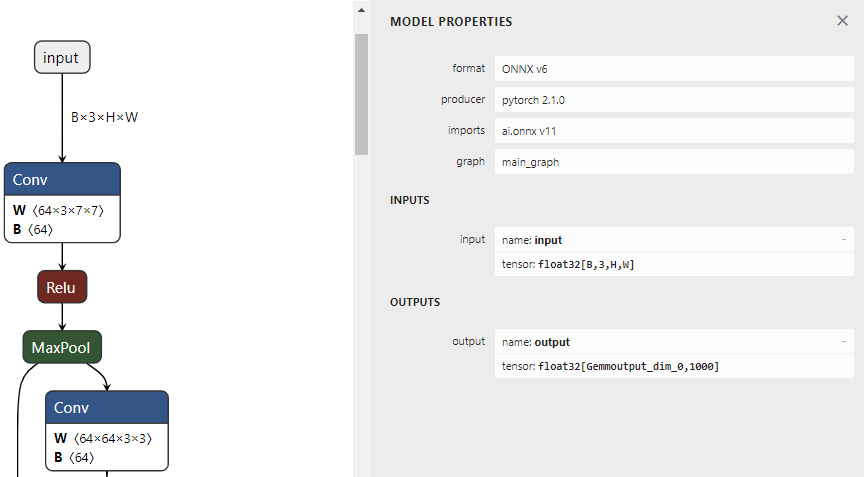 input
B×3×H×W
Conv
W ⟨64×3×7×7⟩
B ⟨64⟩
Relu
MaxPool
Conv
W ⟨64×64×3×3⟩
B ⟨64⟩
MODEL PROPERTIES
format ONNX v6
producer pytorch 2.1.0
imports ai.onnx v11
graph main_graph
INPUTS
input name: input -
tensor: float32[B,3,H,W]
OUTPUTS
output name: output -
tensor: float32[Gemmoutput_dim_0,1000]